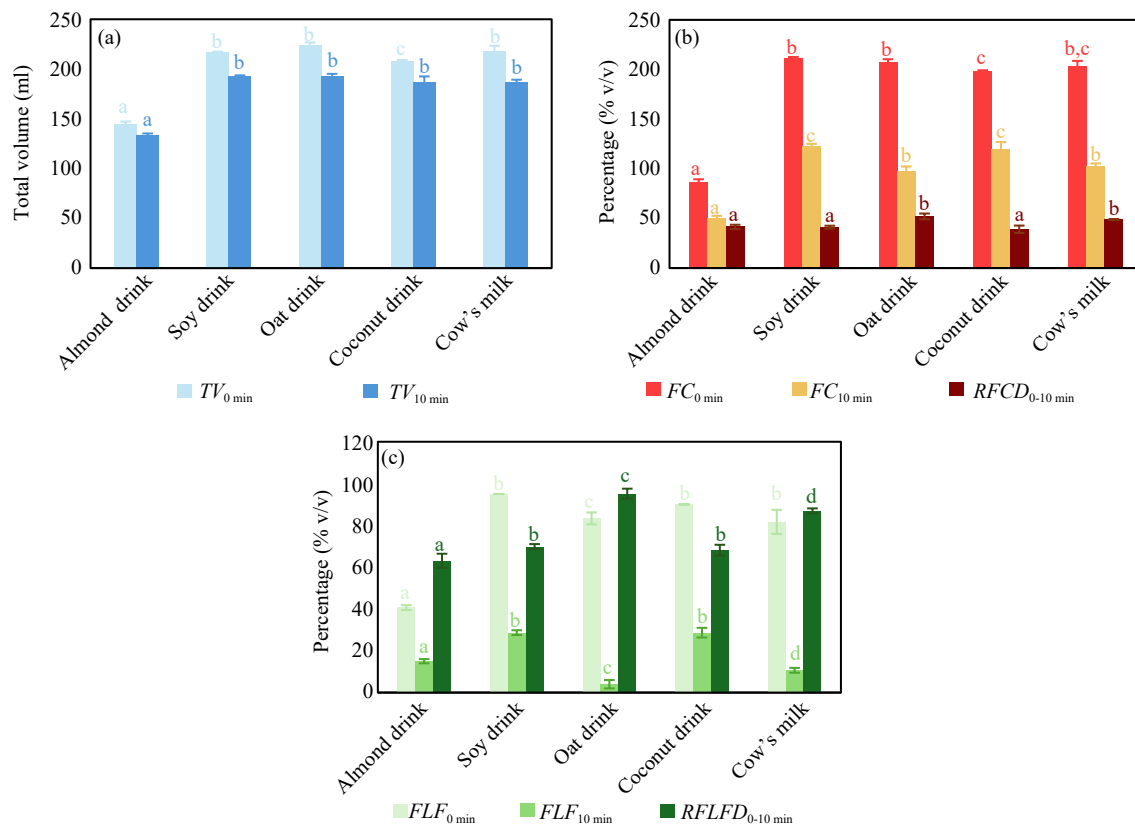 (a)
Total volume (ml)
250
200
150
100
50
0
a a b b b b c b b b
Almond drink
Soy drink
Oat drink
Coconut drink
Cow's milk
TV0 min TV10 min
(b)
Percentage (% v/v)
250
200
150
100
50
0
a a a b c a b b b c c a b,c b b
Almond drink
Soy drink
Oat drink
Coconut drink
Cow's milk
FC0 min FC10 min RFCD0-10 min
(c)
Percentage (% v/v)
120
100
80
60
40
20
0
a a a b b b c c c b b b b d d
Almond drink
Soy drink
Oat drink
Coconut drink
Cow's milk
FLF0 min FLF10 min RFLFD0-10 min